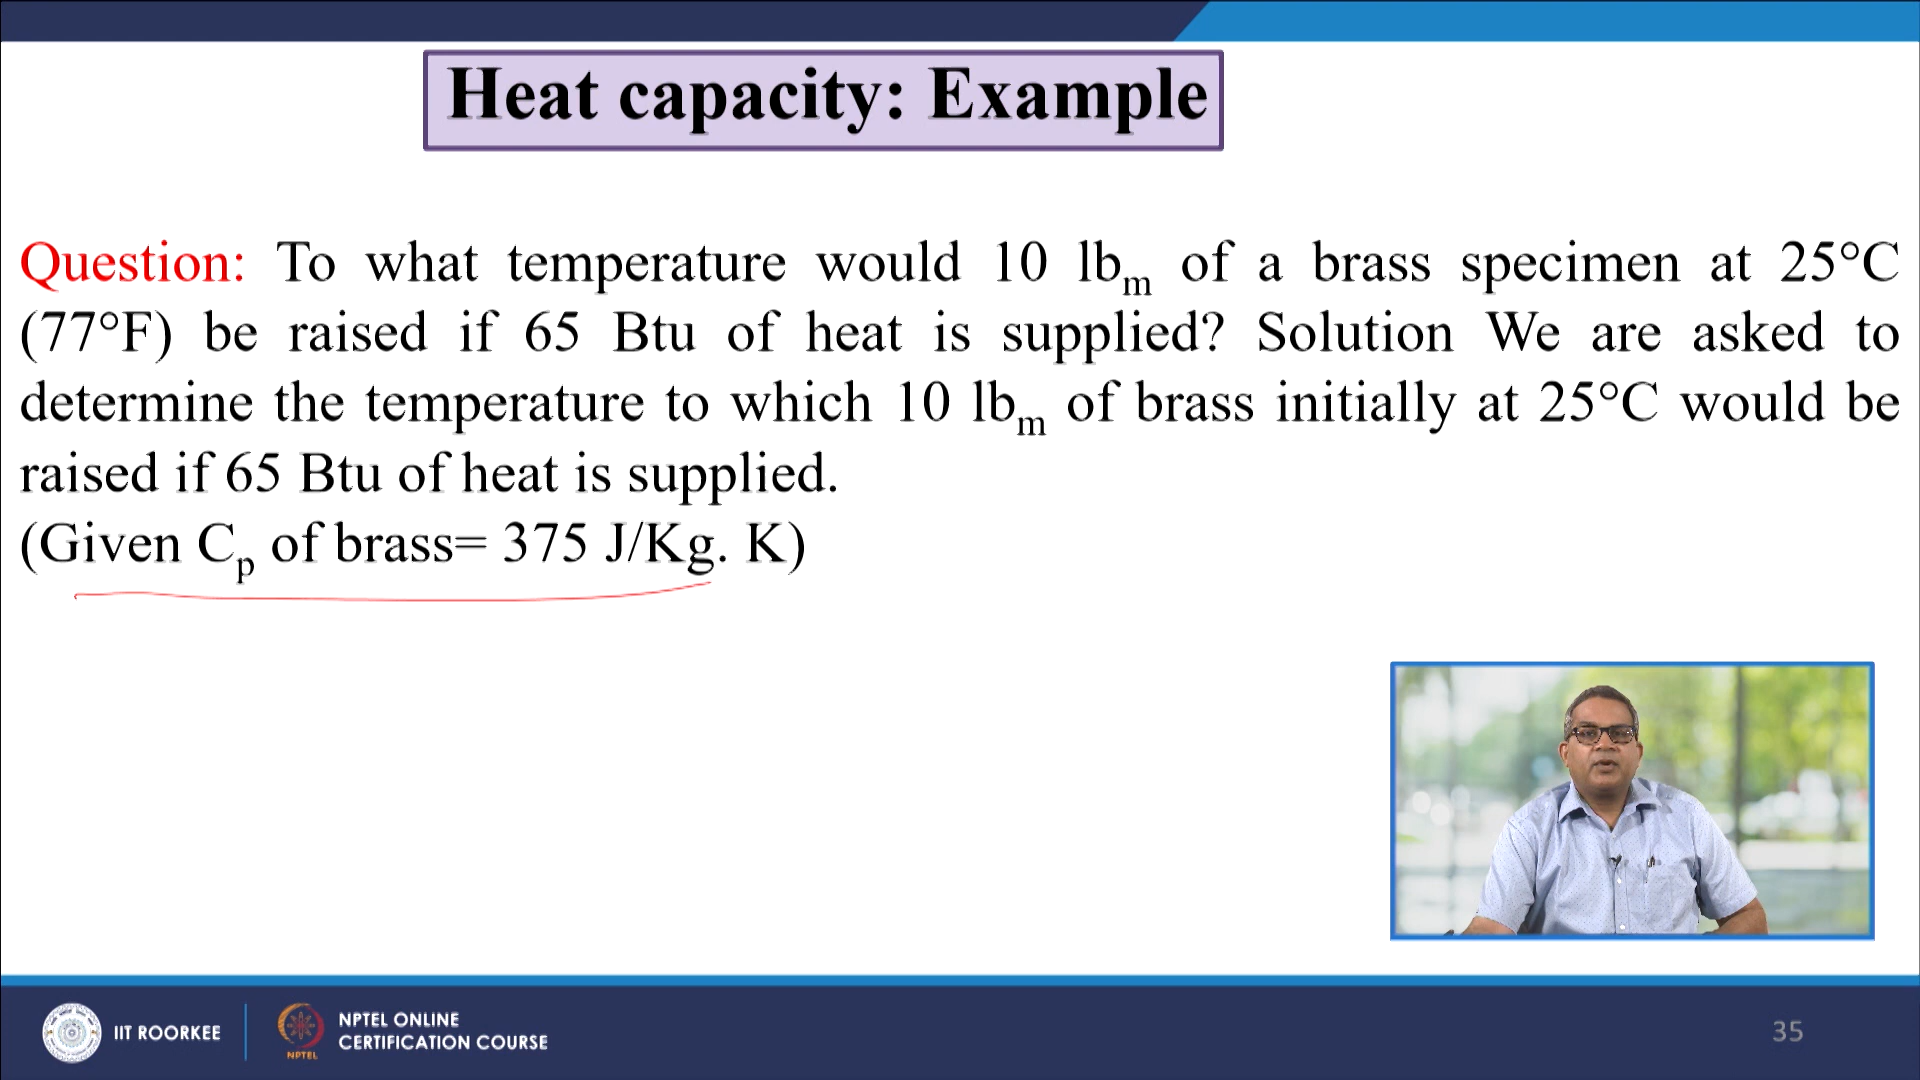 Heat capacity: Example
Question: To what temperature would 10 lbm of a brass specimen at 25°C
(77°F) be raised if 65 Btu of heat is supplied? Solution We are asked to
determine the temperature to which 10 lbm of brass initially at 25°C would be
raised if 65 Btu of heat is supplied.
(Given Cp of brass= 375 J/Kg. K)
IIT ROORKEE
NPTEL
NPTEL ONLINE
CERTIFICATION COURSE
35